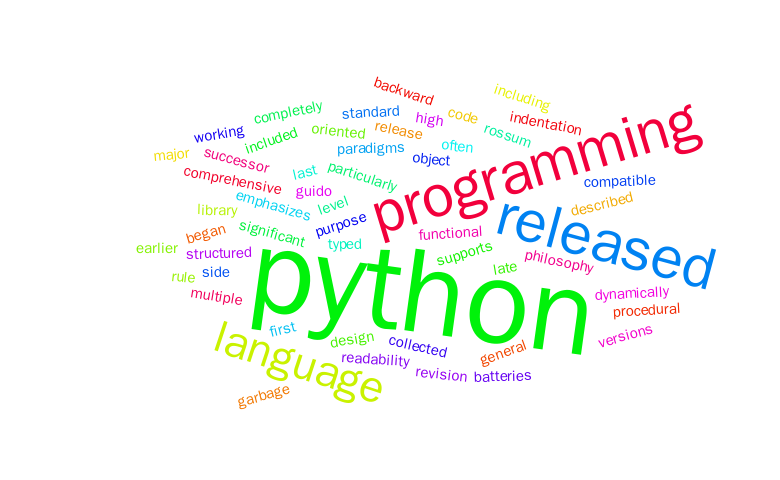 backward
including
completely
standard
code
programming
working
included
oriented
release
high
rossum
indentation
major
successor
paradigms
often
object
comprehensive
last
particularly
compatible
emphasizes
guido
level
described
library
purpose
released
began
significant
typed
functional
earlier
structured
supports
philosophy
rule
side
python
late
dynamically
multiple
procedural
first
design
collected
general
versions
language
readability
revision
batteries
garbage